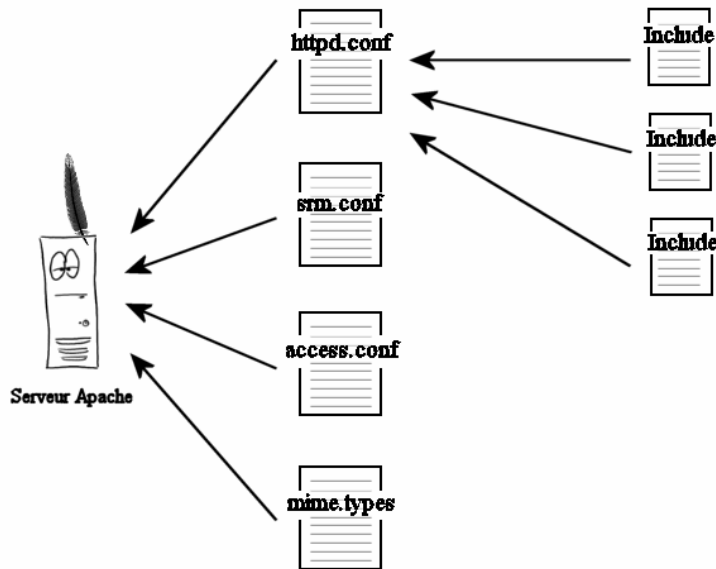 httpd.conf
Include
Include
srm.conf
Include
access.conf
Serveur Apache
mime.types